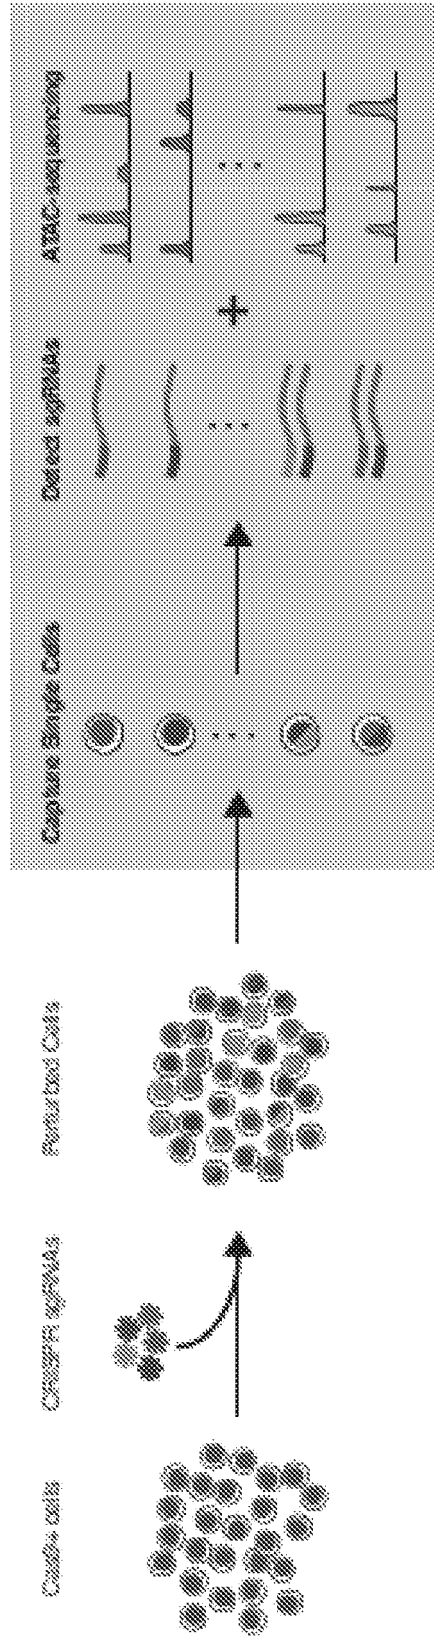 Cas9+ cells
CRISPR sgRNAs
Perturbed Cells
Capture Single Cells
Detect sgRNAs
ATAC-sequencing
+